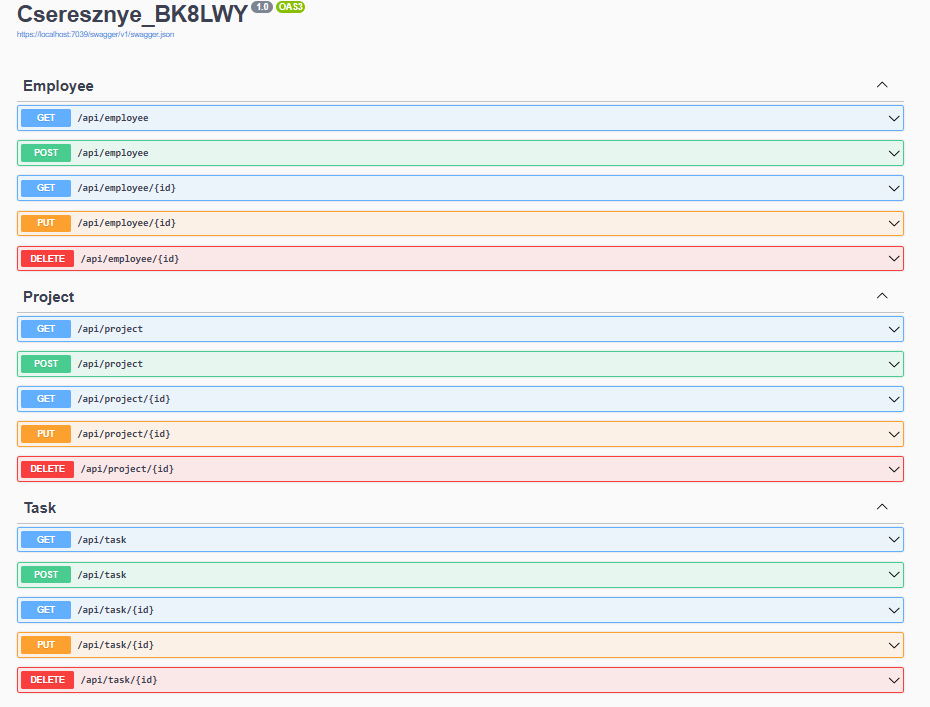 Cseresznye_BK8LWY 1.0 OAS3
https://localhost:7039/swagger/v1/swagger.json
Employee
GET /api/employee
POST /api/employee
GET /api/employee/{id}
PUT /api/employee/{id}
DELETE /api/employee/{id}
Project
GET /api/project
POST /api/project
GET /api/project/{id}
PUT /api/project/{id}
DELETE /api/project/{id}
Task
GET /api/task
POST /api/task
GET /api/task/{id}
PUT /api/task/{id}
DELETE /api/task/{id}